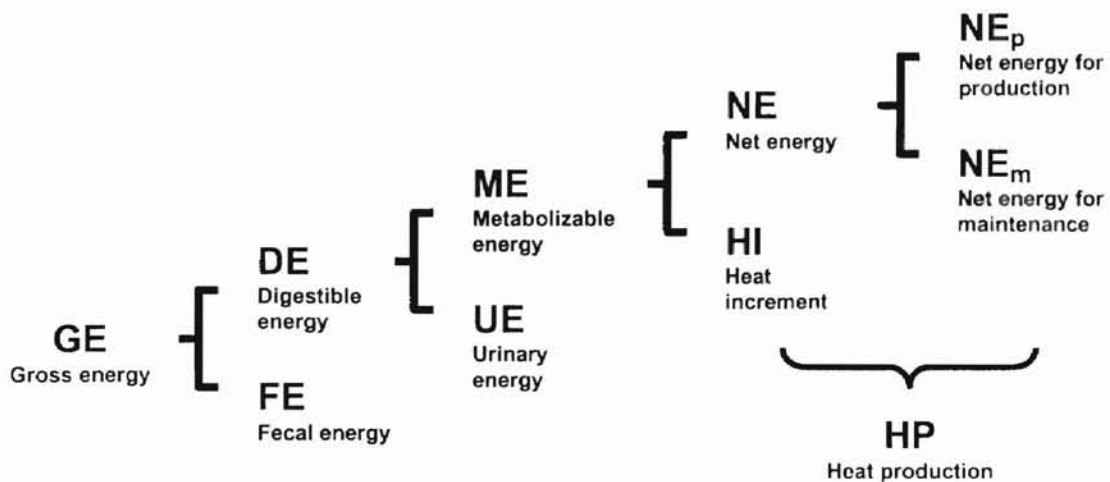 GE
Gross energy
DE
Digestible
energy
FE
Fecal energy
ME
Metabolizable
energy
UE
Urinary
energy
NE
Net energy
HI
Heat
increment
NEp
Net energy for
production
NEm
Net energy for
maintenance
HP
Heat production